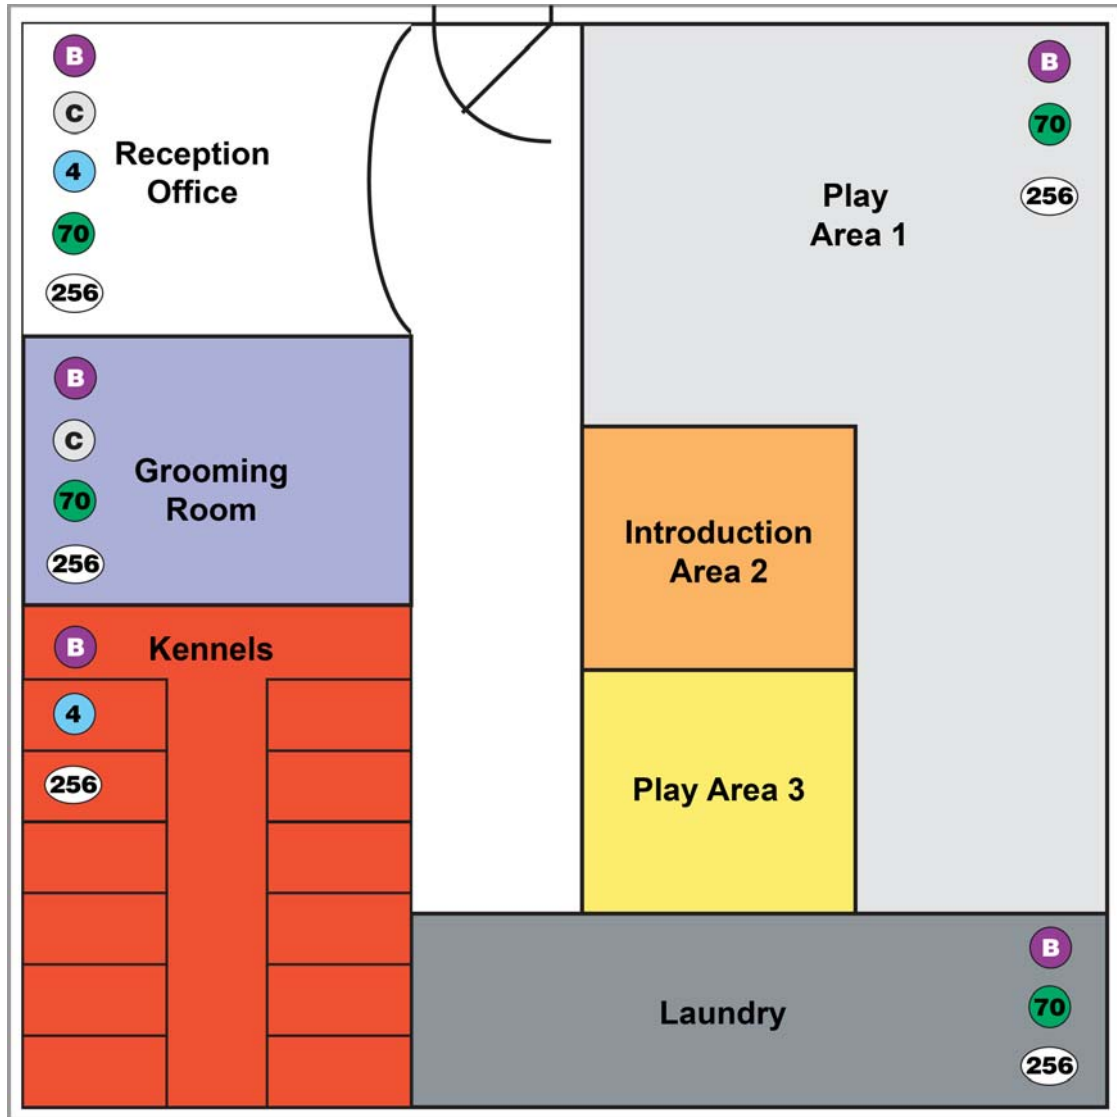 B
C
4
70
256
Reception
Office
B
70
256
Play
Area 1
B
C
70
256
Grooming
Room
Introduction
Area 2
B
4
256
Kennels
Play Area 3
Laundry
B
70
256